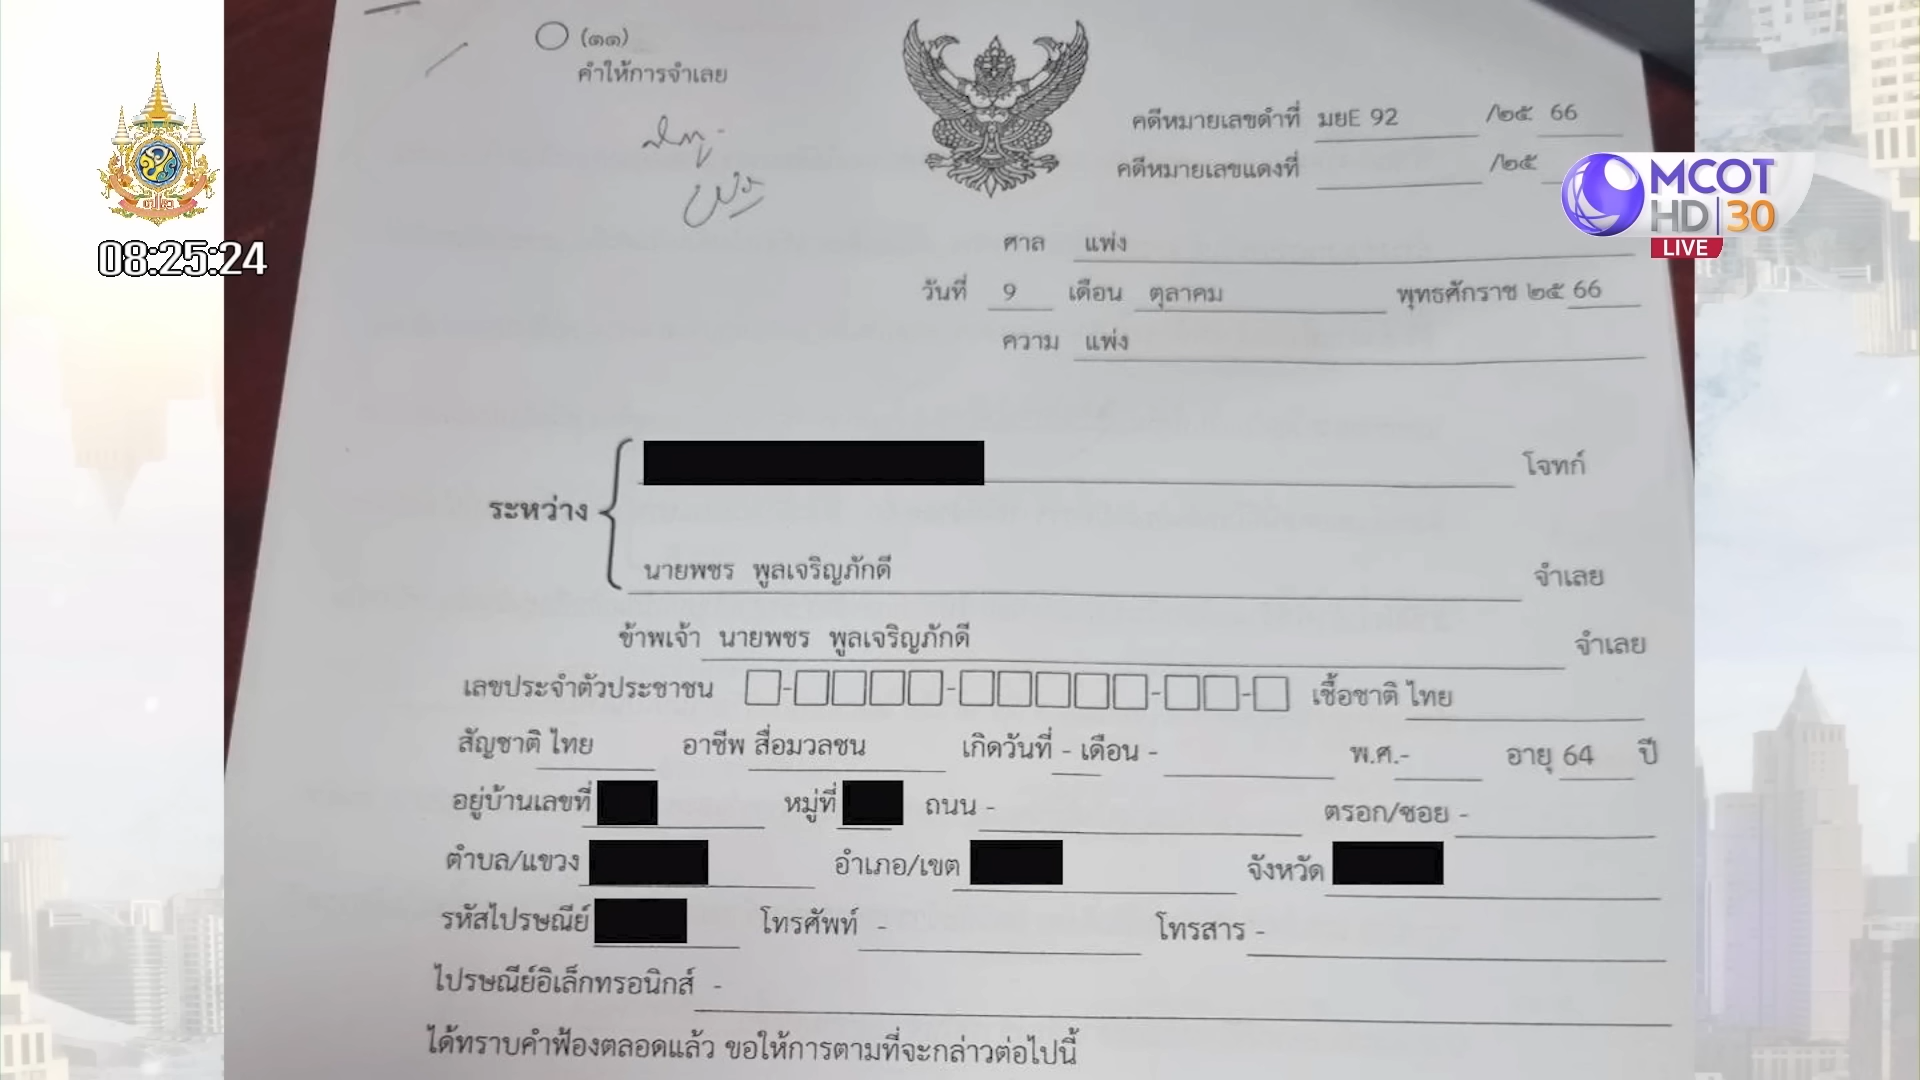 (๑๑)
คำให้การจำเลย
คดีหมายเลขดำที่ มยE 92 /๒๕ 66
คดีหมายเลขแดงที่ /๒๕
MCOT
HD 30
LIVE
08:25:24
ศาล แพ่ง
วันที่ 9 เดือน ตุลาคม พุทธศักราช ๒๕ 66
ความ แพ่ง
โจทก์
ระหว่าง
นายพชร พูลเจริญภักดี จำเลย
ข้าพเจ้า นายพชร พูลเจริญภักดี จำเลย
เลขประจำตัวประชาชน - - - - เชื้อชาติ ไทย
สัญชาติ ไทย อาชีพ สื่อมวลชน เกิดวันที่ - เดือน - พ.ศ.- อายุ 64 ปี
อยู่บ้านเลขที่ หมู่ที่ ถนน - ตรอก/ซอย -
ตำบล/แขวง อำเภอ/เขต จังหวัด
รหัสไปรษณีย์ โทรศัพท์ - โทรสาร -
ไปรษณีย์อิเล็กทรอนิกส์ -
ได้ทราบคำฟ้องตลอดแล้ว ขอให้การตามที่จะกล่าวต่อไปนี้